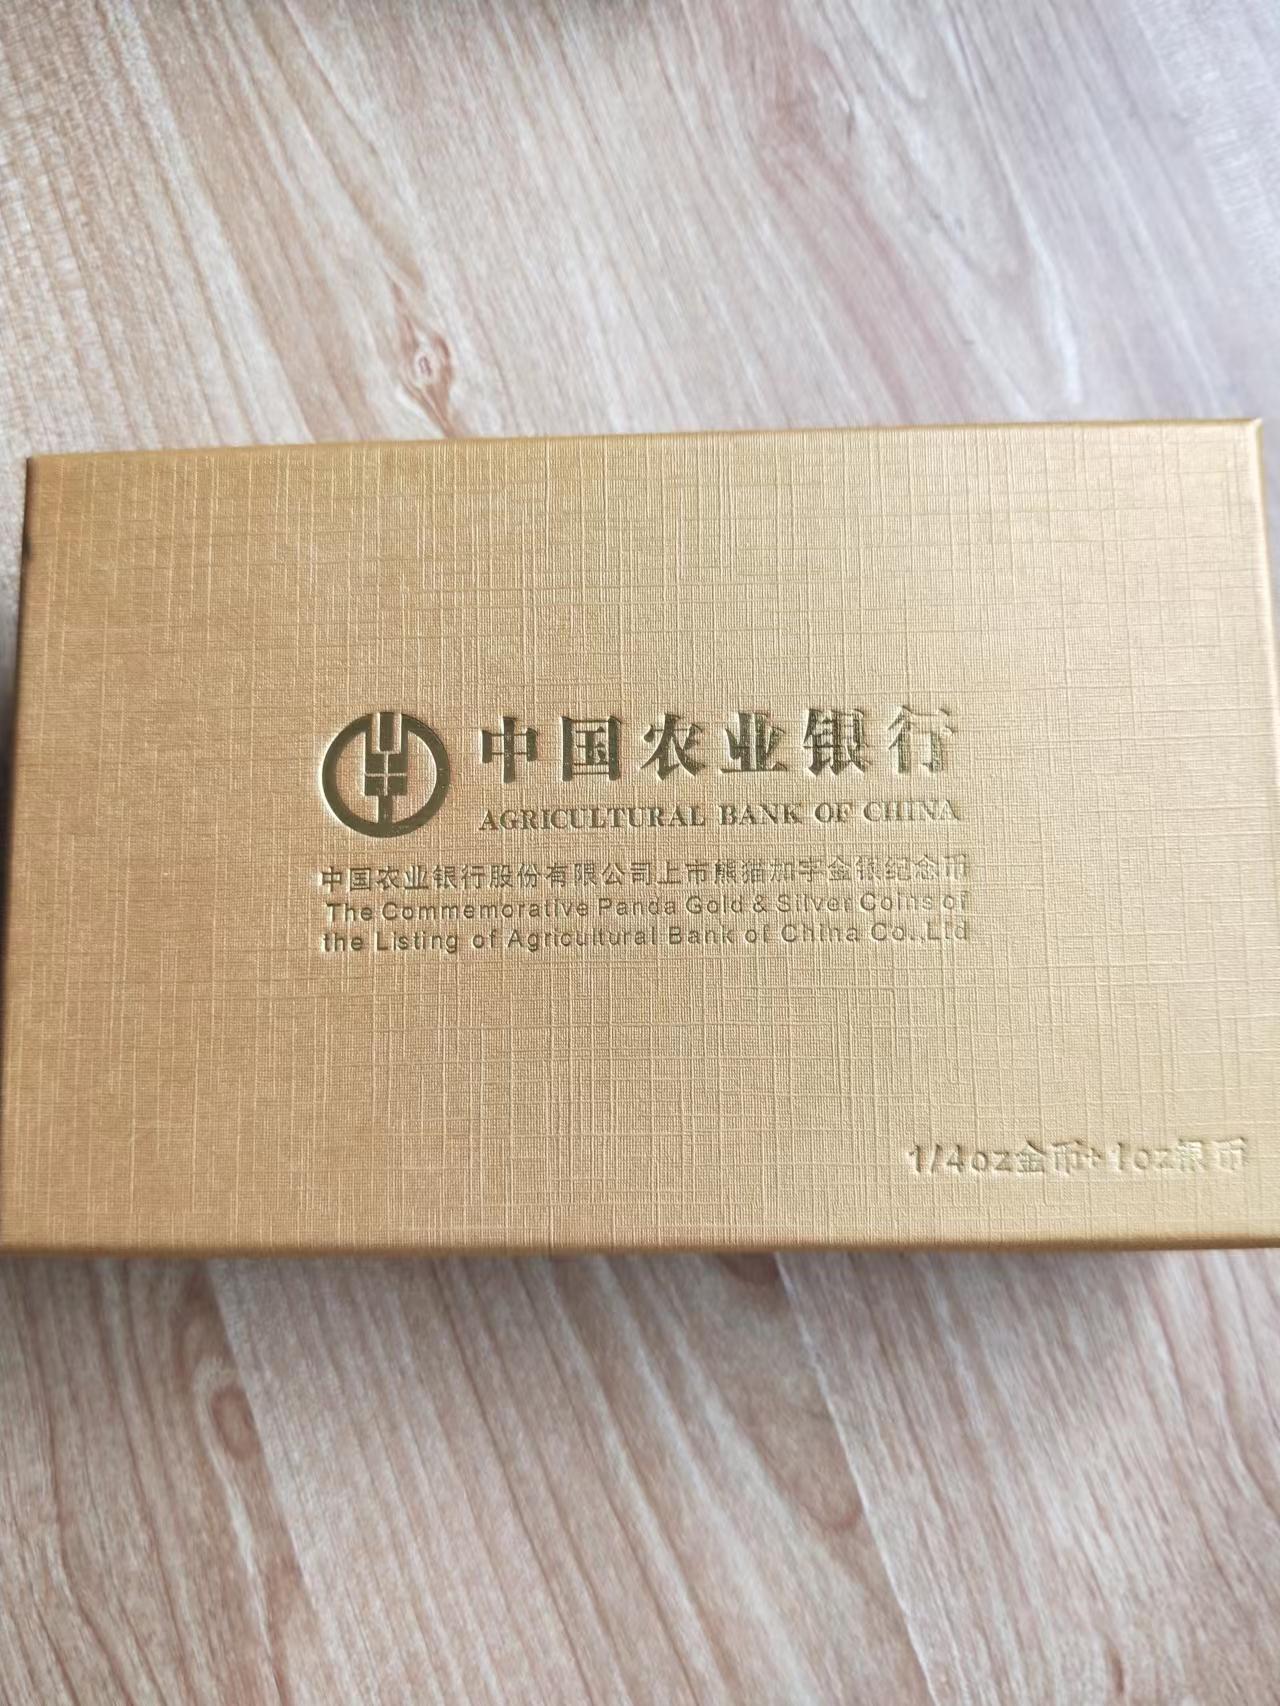 中国农业银行
AGRICULTURAL BANK OF CHINA
中国农业银行股份有限公司上市熊猫加字金银纪念币
The Commemorative Panda Gold & Silver Coins of
the Listing of Agricultural Bank of China Co.,Ltd
1/4oz金币+1oz银币